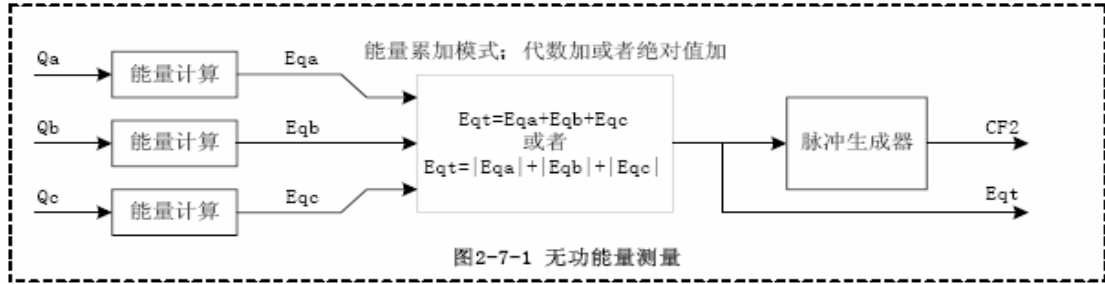 能量累加模式：代数加或者绝对值加
Qa
能量计算
Eqa
Qb
能量计算
Eqb
Qc
能量计算
Eqc
Eqt=Eqa+Eqb+Eqc
或者
Eqt=|Eqa|+|Eqb|+|Eqc|
脉冲生成器
CF2
Eqt
图2-7-1 无功能量测量